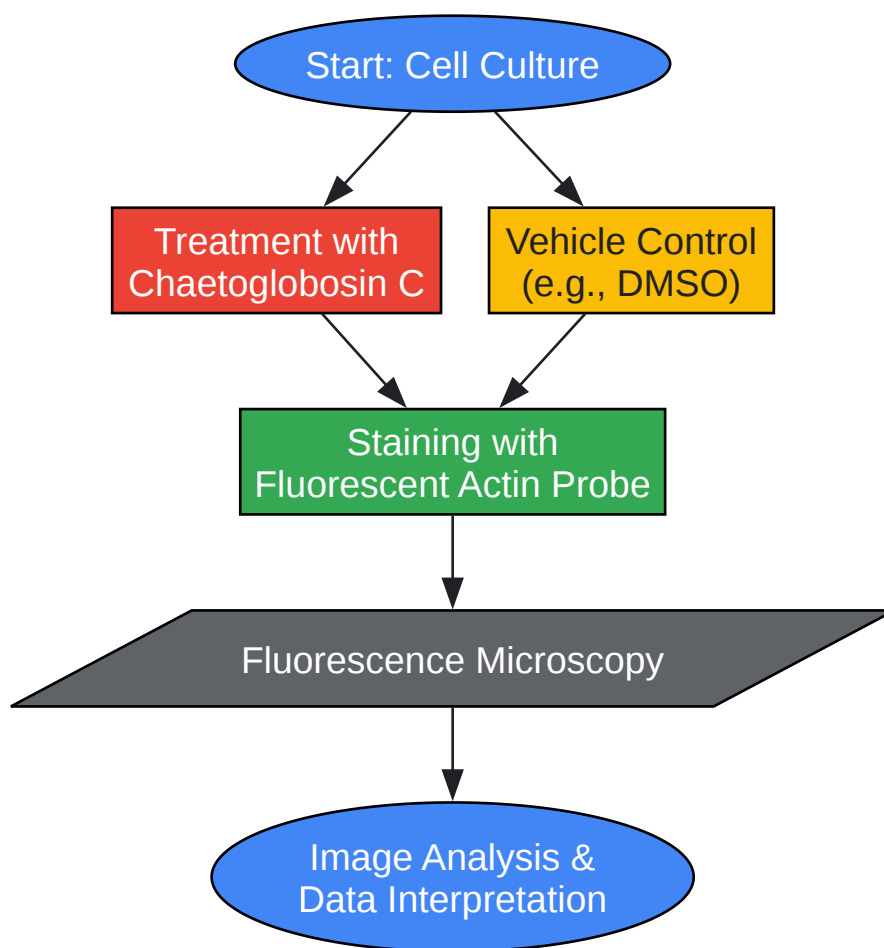 Start: Cell Culture
Treatment with
Chaetoglobosin C
Vehicle Control
(e.g., DMSO)
Staining with
Fluorescent Actin Probe
Fluorescence Microscopy
Image Analysis &
Data Interpretation